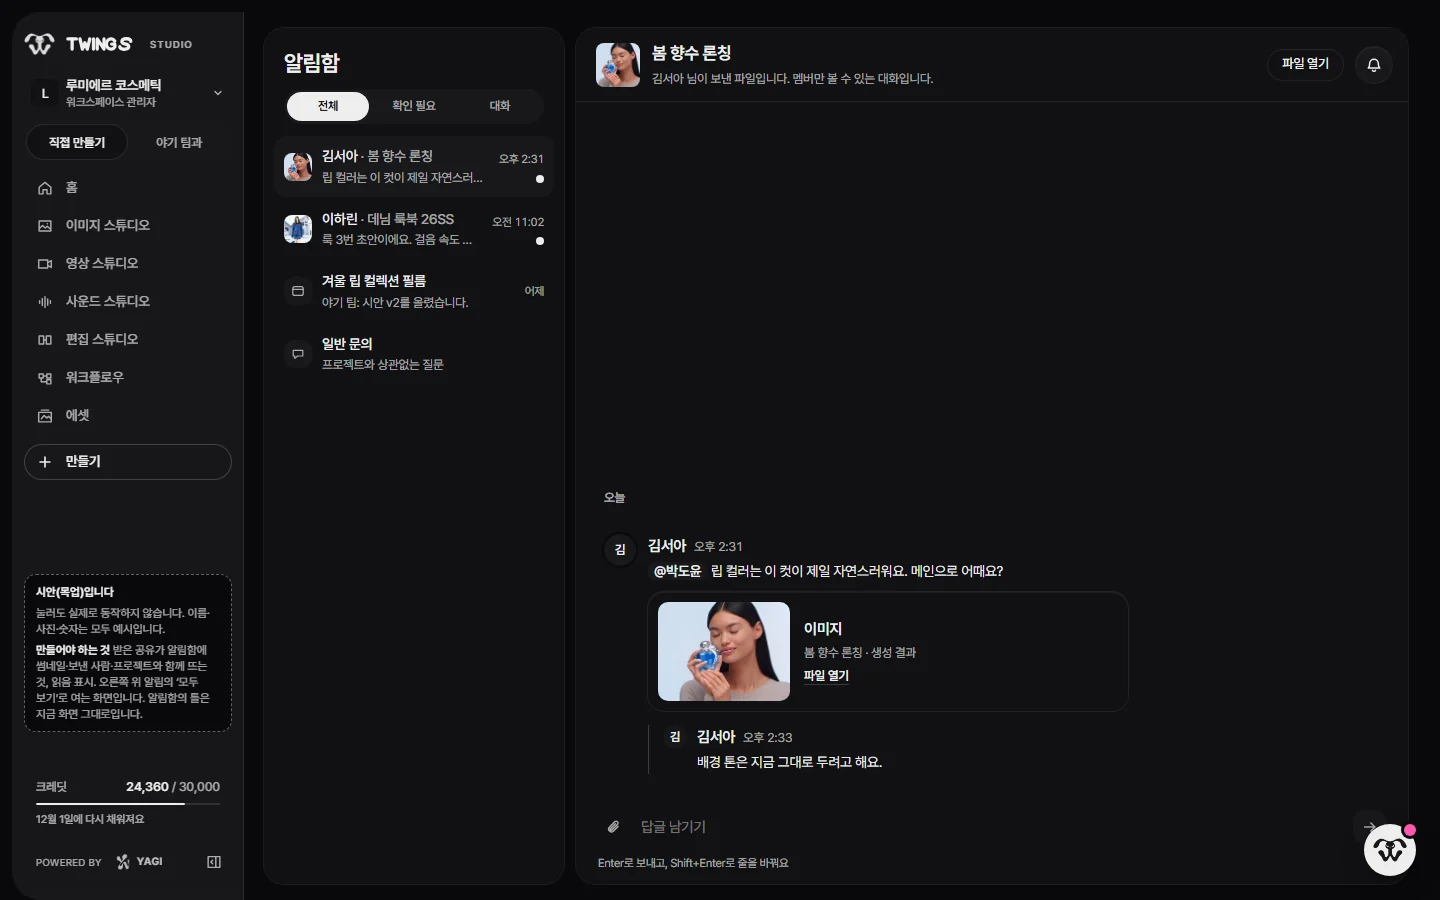 TWINGS STUDIO
L
루미에르 코스메틱
워크스페이스 관리자
직접 만들기
야기 팀과
홈
이미지 스튜디오
영상 스튜디오
사운드 스튜디오
편집 스튜디오
워크플로우
에셋
만들기
시안(목업)입니다
눌러도 실제로 동작하지 않습니다. 이름·
사진·숫자는 모두 예시입니다.
만들어야 하는 것 받은 공유가 알림함에
썸네일·보낸 사람·프로젝트와 함께 뜨는
것, 읽음 표시. 오른쪽 위 알림의 '모두
보기'로 여는 화면입니다. 알림함의 틀은
지금 화면 그대로입니다.
크레딧 24,360 / 30,000
12월 1일에 다시 채워져요
POWERED BY YAGI
알림함
전체
확인 필요
대화
김서아 · 봄 향수 론칭 오후 2:31
립 컬러는 이 컷이 제일 자연스러...
이하린 · 데님 룩북 26SS 오전 11:02
룩 3번 초안이에요. 걸음 속도 ...
겨울 립 컬렉션 필름
야기 팀: 시안 v2를 올렸습니다.
어제
일반 문의
프로젝트와 상관없는 질문
봄 향수 론칭
김서아 님이 보낸 파일입니다. 멤버만 볼 수 있는 대화입니다.
파일 열기
오늘
김
김서아 오후 2:31
@박도윤 립 컬러는 이 컷이 제일 자연스러워요. 메인으로 어때요?
이미지
봄 향수 론칭 · 생성 결과
파일 열기
김
김서아 오후 2:33
배경 톤은 지금 그대로 두려고 해요.
답글 남기기
Enter로 보내고, Shift+Enter로 줄을 바꿔요